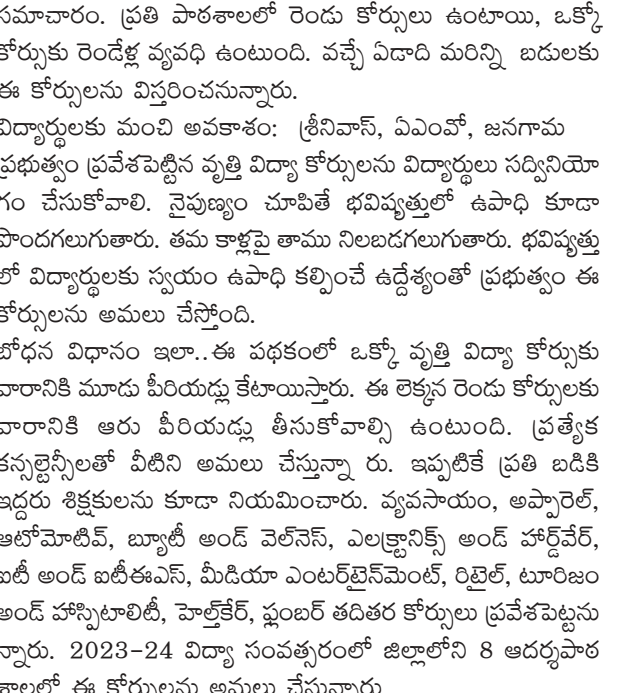 సమాచారం. ప్రతి పాఠశాలలో రెండు కోర్సులు ఉంటాయి, ఒక్కో
కోర్సుకు రెండేళ్ల వ్యవధి ఉంటుంది. వచ్చే ఏడాది మరిన్ని బడులకు
ఈ కోర్సులను విస్తరించనున్నారు.
విద్యార్థులకు మంచి అవకాశం: శ్రీనివాస్, ఏఎంవో, జనగామ
ప్రభుత్వం ప్రవేశపెట్టిన వృత్తి విద్యా కోర్సులను విద్యార్థులు సద్వినియో
గం చేసుకోవాలి. నైపుణ్యం చూపితే భవిష్యత్తులో ఉపాధి కూడా
పొందగలుగుతారు. తమ కాళ్లపై తాము నిలబడగలుగుతారు. భవిష్యత్తు
లో విద్యార్థులకు స్వయం ఉపాధి కల్పించే ఉద్దేశ్యంతో ప్రభుత్వం ఈ
కోర్సులను అమలు చేస్తోంది.
బోధన విధానం ఇలా..ఈ పథకంలో ఒక్కో వృత్తి విద్యా కోర్సుకు
వారానికి మూడు పీరియడ్లు కేటాయిస్తారు. ఈ లెక్కన రెండు కోర్సులకు
వారానికి ఆరు పీరియడ్లు తీసుకోవాల్సి ఉంటుంది. ప్రత్యేక
కన్సల్టెన్సీలతో వీటిని అమలు చేస్తున్నా రు. ఇప్పటికే ప్రతి బడికి
ఇద్దరు శిక్షకులను కూడా నియమించారు. వ్యవసాయం, అప్పారెల్,
ఆటోమోటివ్, బ్యూటీ అండ్ వెల్‌నెస్, ఎలక్ట్రానిక్స్ అండ్ హార్డ్‌వేర్,
ఐటీ అండ్ ఐటీఈఎస్, మీడియా ఎంటర్‌టైన్‌మెంట్, రిటైల్, టూరిజం
అండ్ హాస్పిటాలిటీ, హెల్త్‌కేర్, ప్లంబర్ తదితర కోర్సులు ప్రవేశపెట్టను
న్నారు. 2023-24 విద్యా సంవత్సరంలో జిల్లాలోని 8 ఆదర్శపాఠ
శాలల్లో ఈ కోర్సులను అమలు చేస్తున్నారు